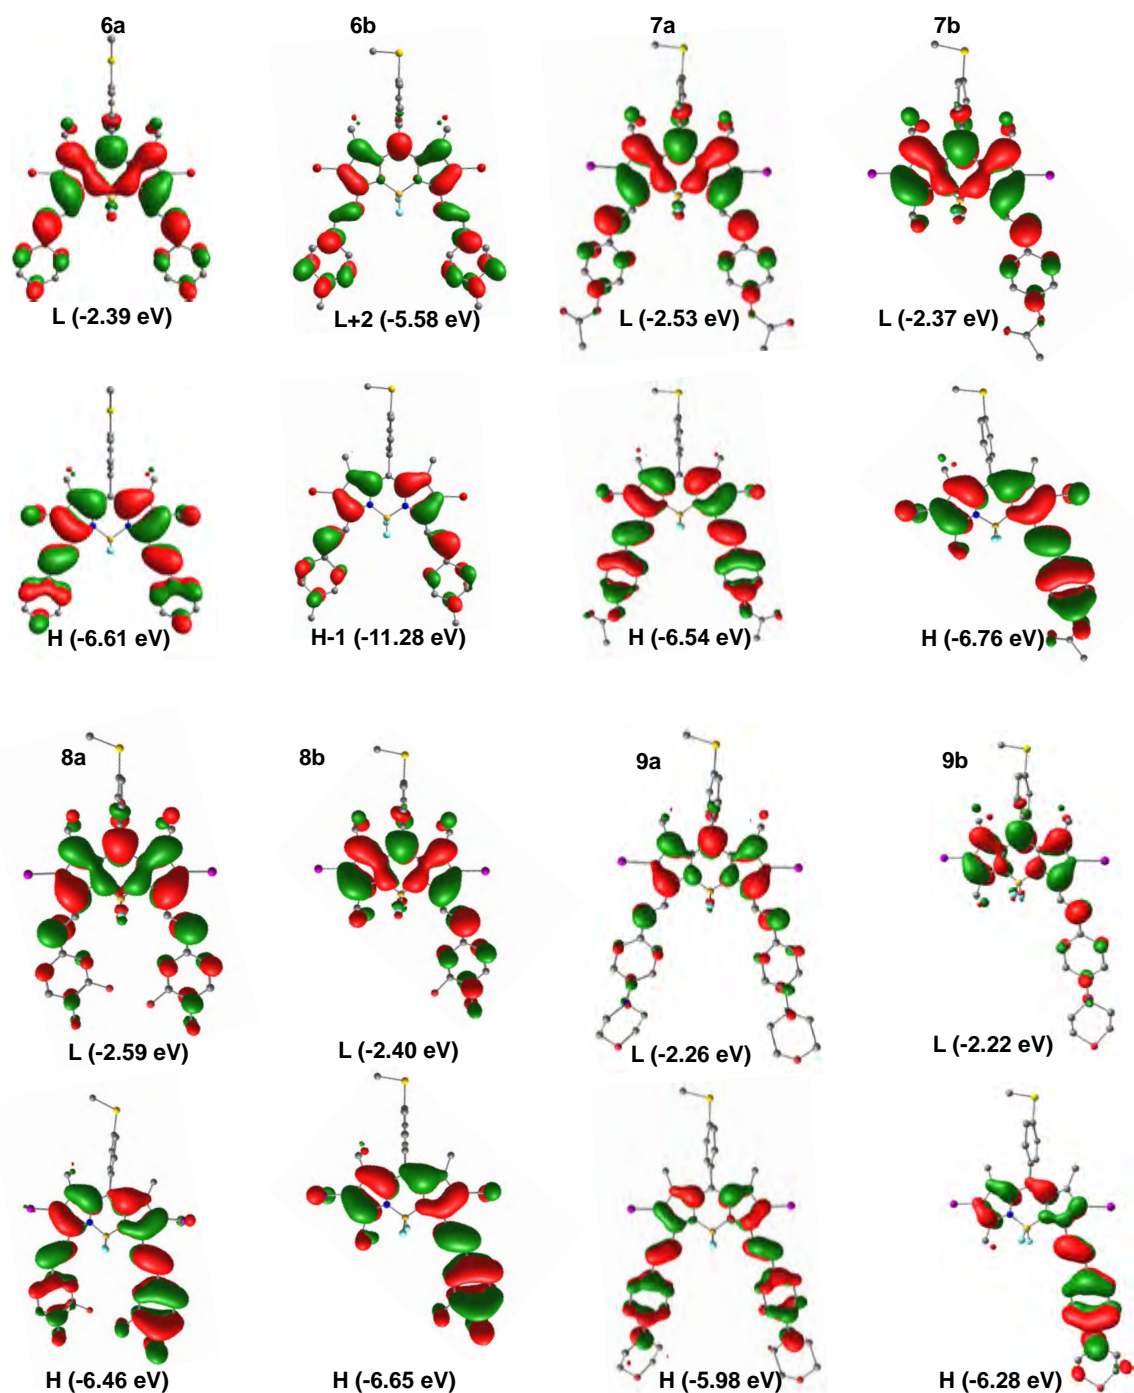 6a 6b 7a 7b
L (-2.39 eV) L+2 (-5.58 eV) L (-2.53 eV) L (-2.37 eV)
H (-6.61 eV) H-1 (-11.28 eV) H (-6.54 eV) H (-6.76 eV)
8a 8b 9a 9b
L (-2.59 eV) L (-2.40 eV) L (-2.26 eV) L (-2.22 eV)
H (-6.46 eV) H (-6.65 eV) H (-5.98 eV) H (-6.28 eV)